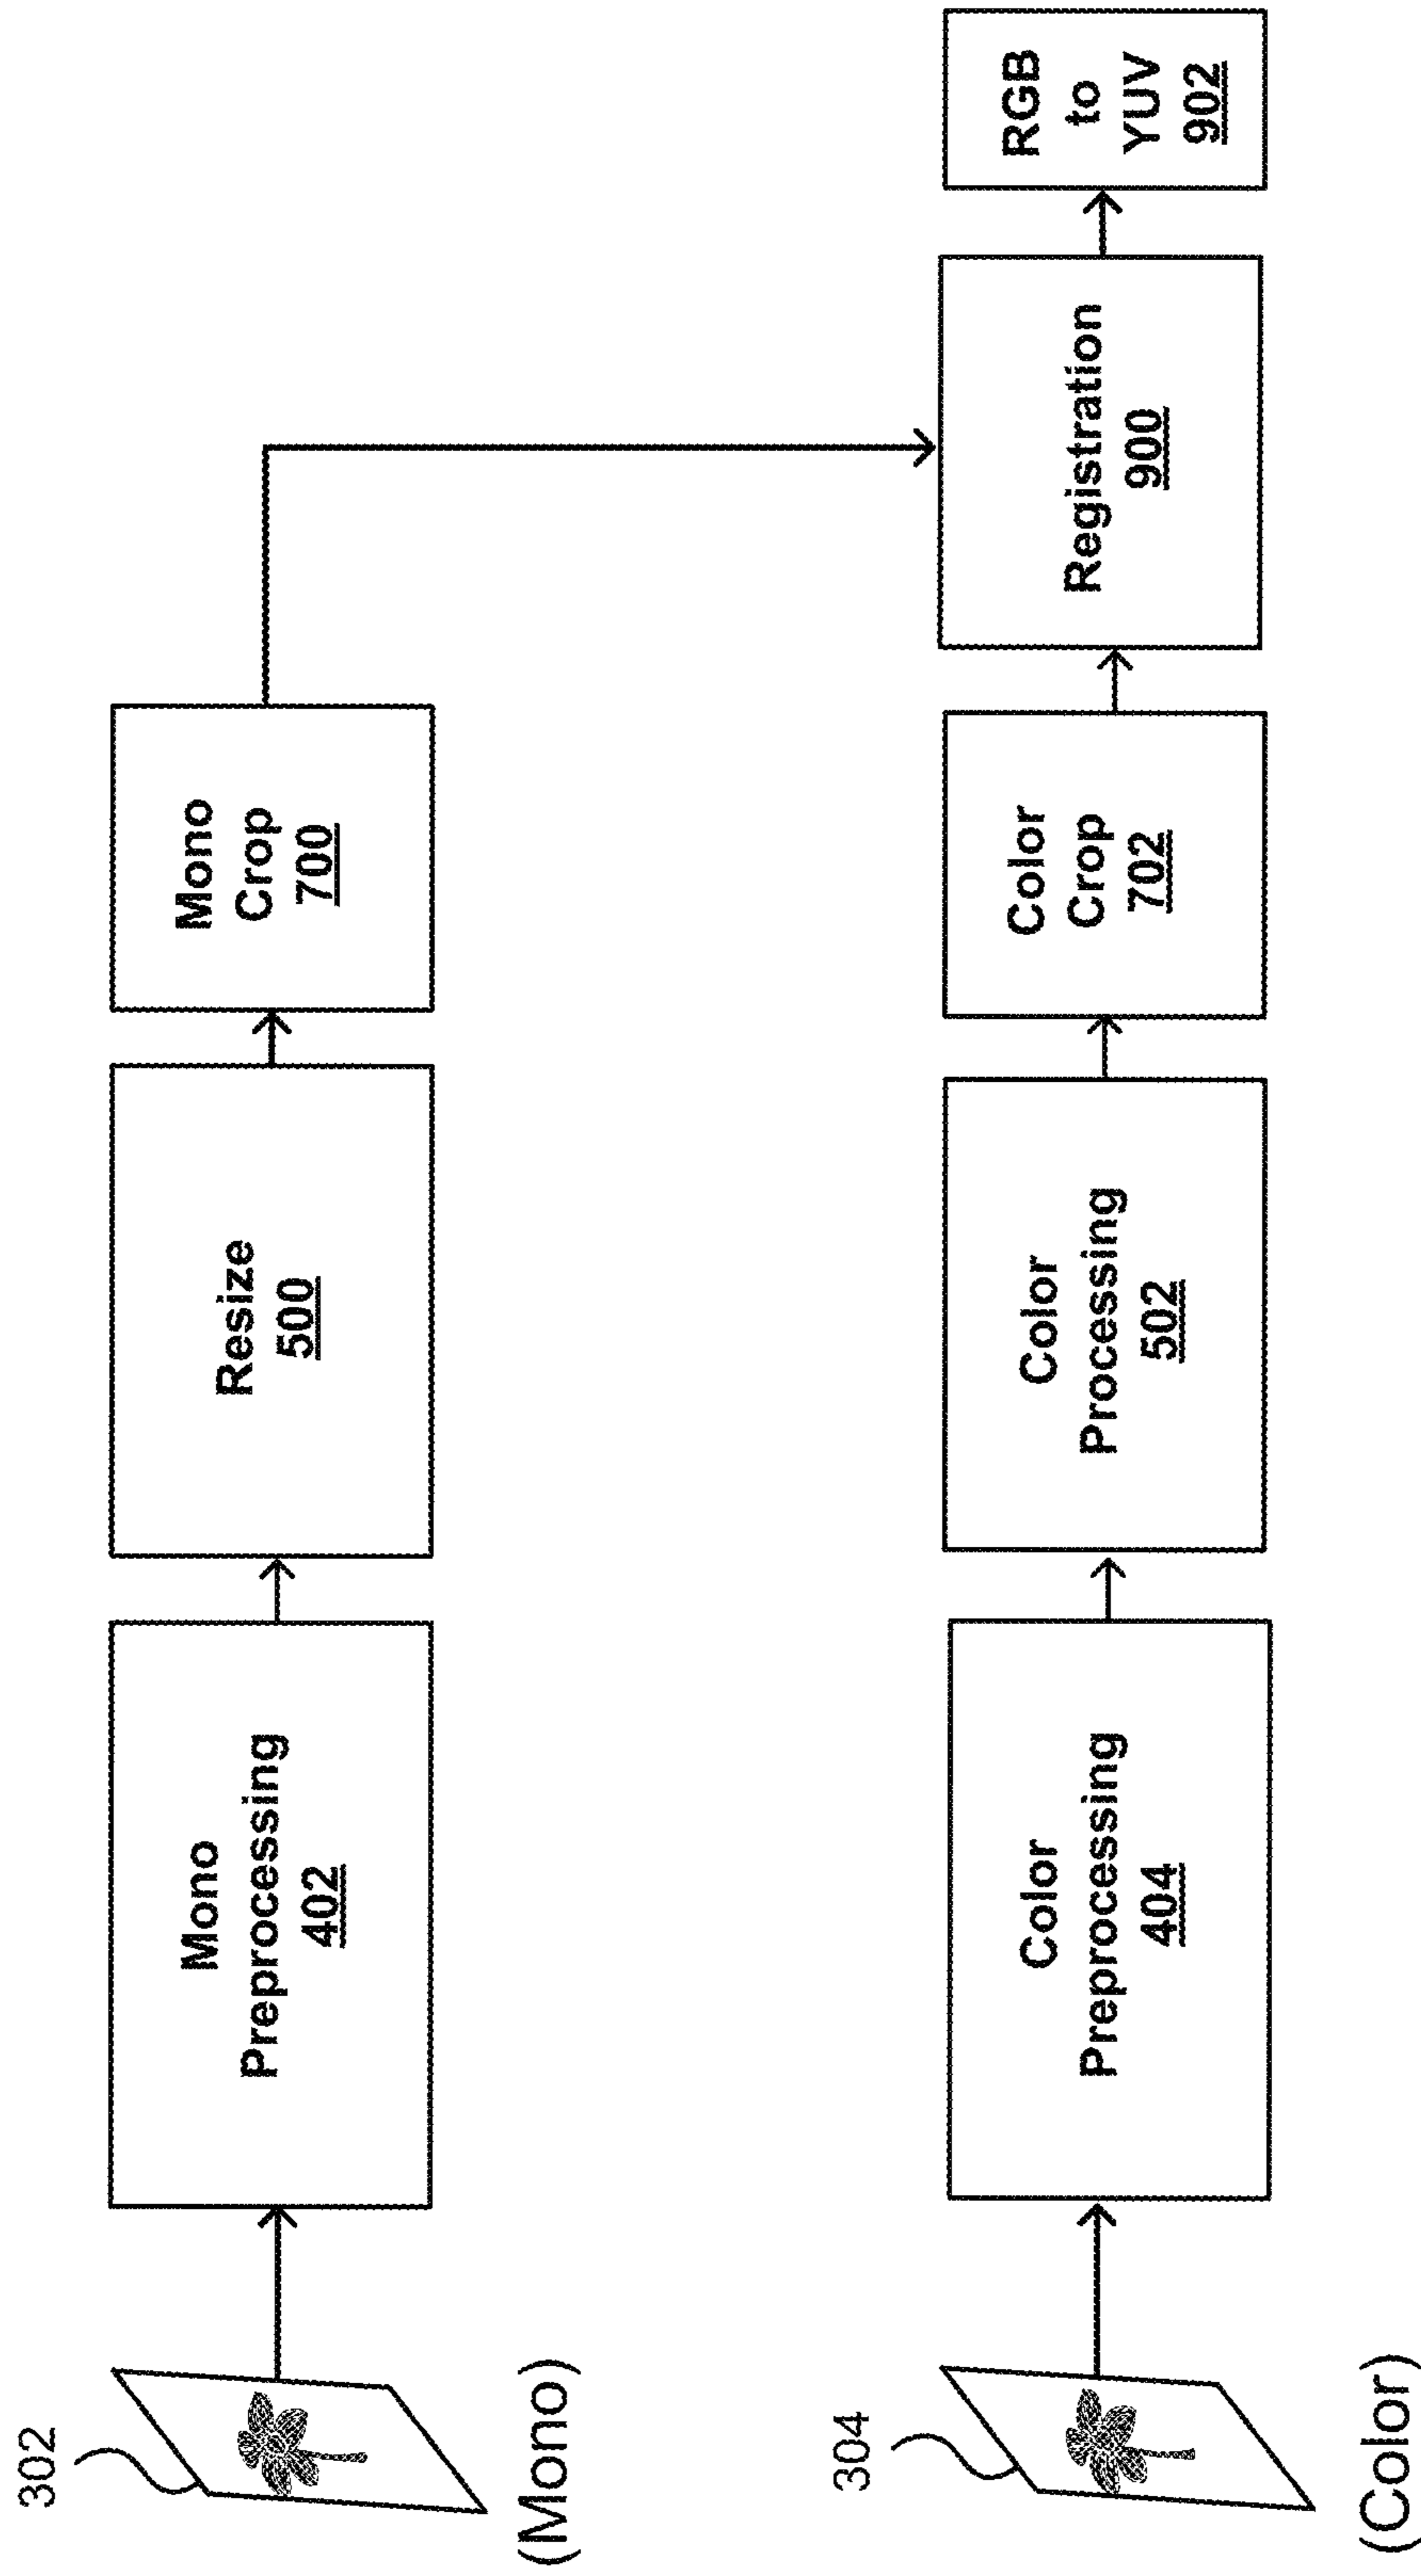 302
(Mono)
Mono
Preprocessing
402
Resize
500
Mono
Crop
700
304
(Color)
Color
Preprocessing
404
Color
Processing
502
Color
Crop
702
Registration
900
RGB
to
YUV
902